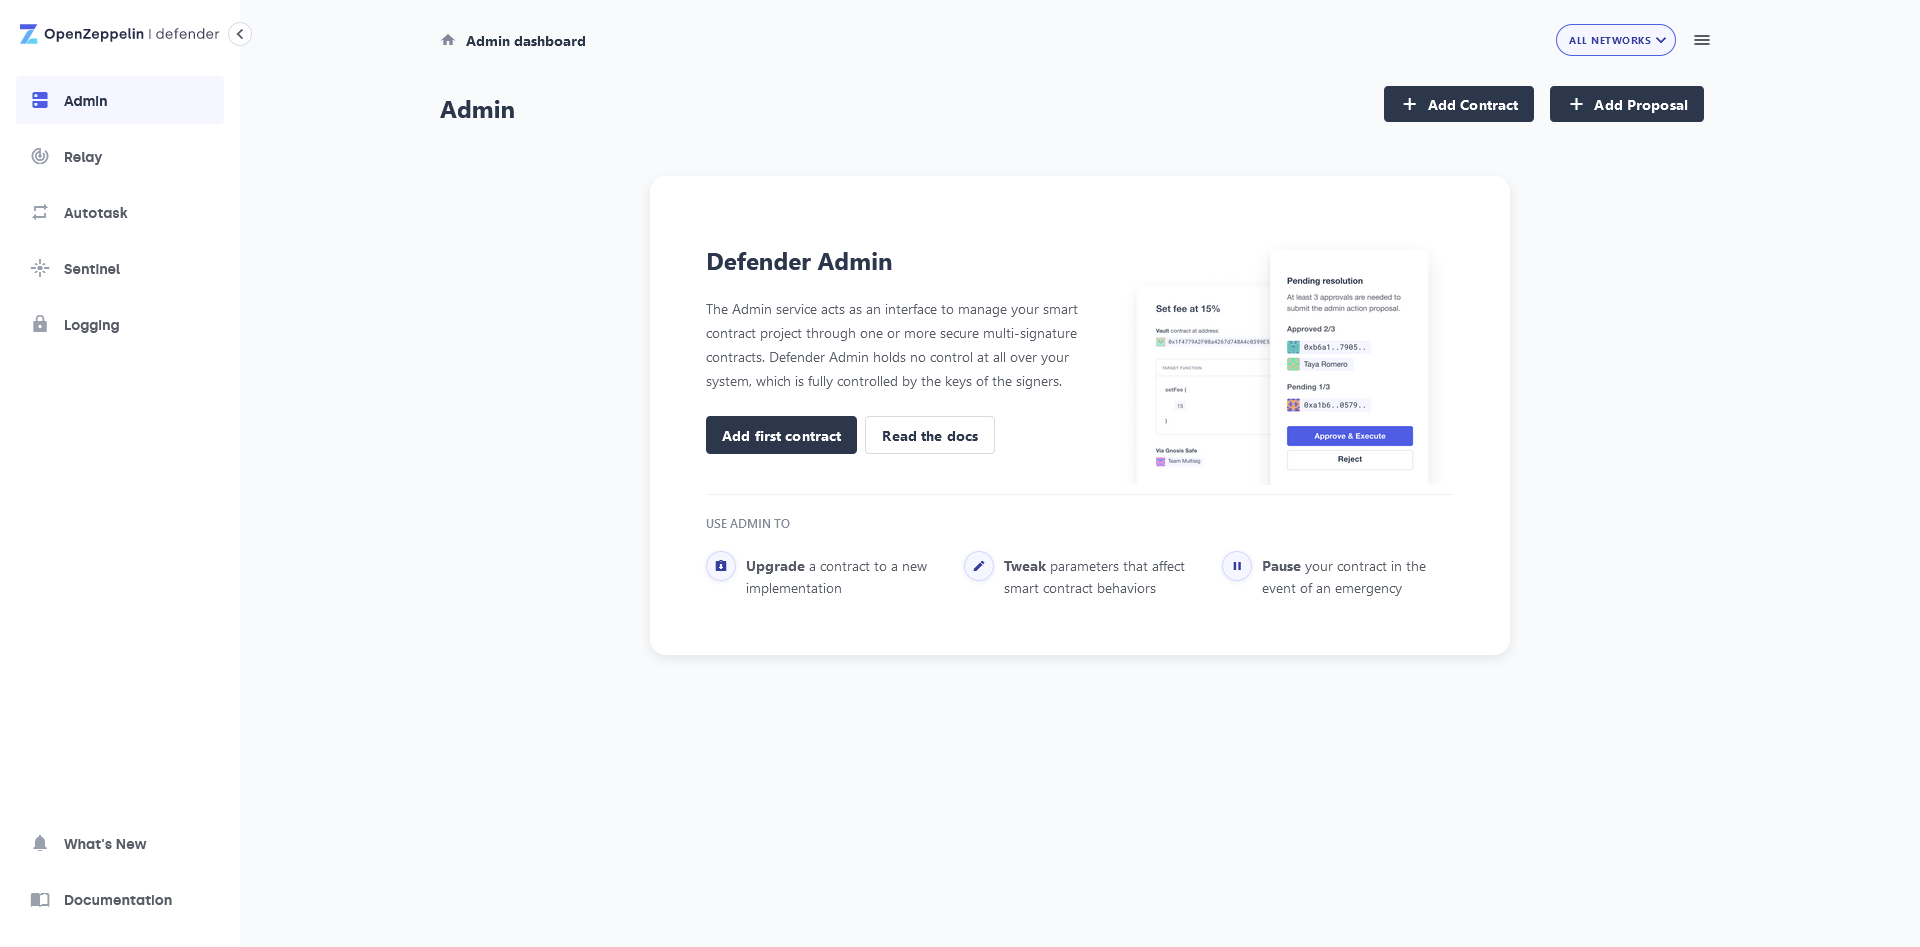 OpenZeppelin | defender
Admin
Relay
Autotask
Sentinel
Logging
What's New
Documentation
Admin dashboard
ALL NETWORKS
Admin
Add Contract
Add Proposal
Defender Admin
The Admin service acts as an interface to manage your smart
contract project through one or more secure multi-signature
contracts. Defender Admin holds no control at all over your
system, which is fully controlled by the keys of the signers.
Add first contract
Read the docs
Set fee at 15%
Vault contract at address:
TARGET FUNCTION
setFee (
15
)
Via Gnosis Safe
Team Multisig
Pending resolution
At least 3 approvals are needed to
submit the admin action proposal.
Approved 2/3
0xb6a1..7905..
Taya Romero
Pending 1/3
0xa1b6..0579..
Approve & Execute
Reject
USE ADMIN TO
Upgrade a contract to a new
implementation
Tweak parameters that affect
smart contract behaviors
Pause your contract in the
event of an emergency